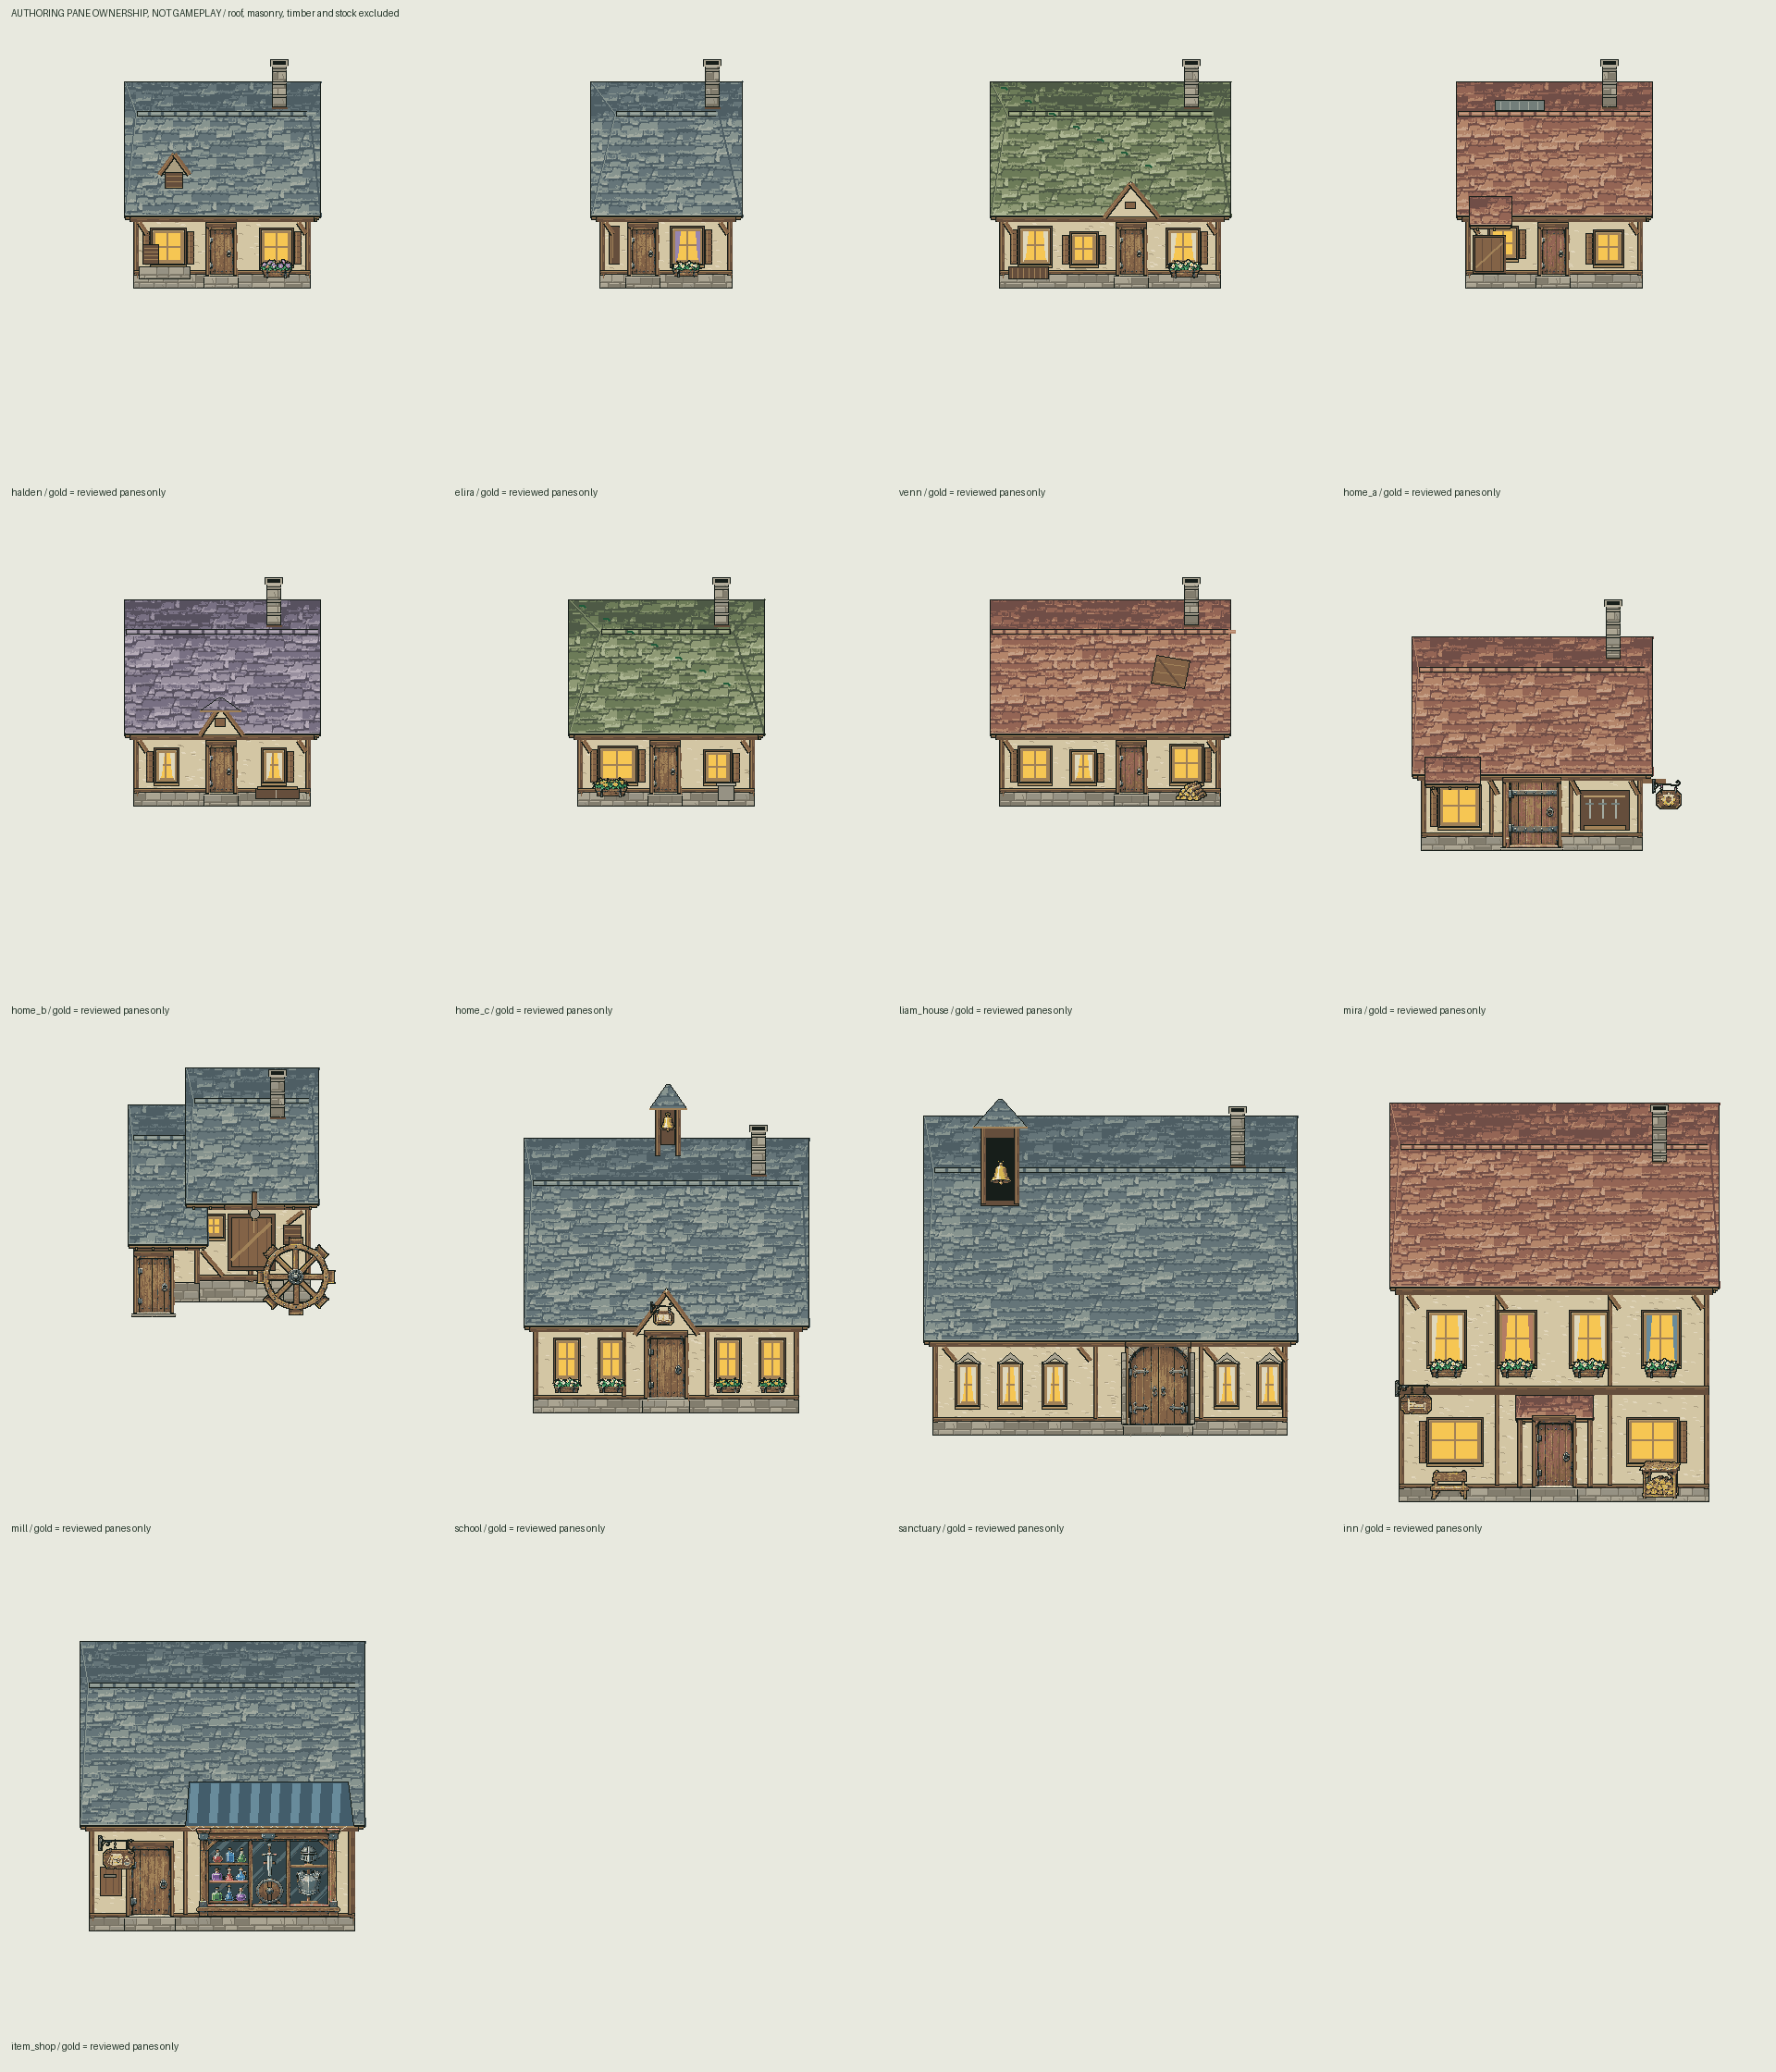 AUTHORING PANE OWNERSHIP, NOT GAMEPLAY / roof, masonry, timber and stock excluded
halden / gold = reviewed panes only
elira / gold = reviewed panes only
venn / gold = reviewed panes only
home_a / gold = reviewed panes only
home_b / gold = reviewed panes only
home_c / gold = reviewed panes only
liam_house / gold = reviewed panes only
mira / gold = reviewed panes only
mill / gold = reviewed panes only
school / gold = reviewed panes only
sanctuary / gold = reviewed panes only
inn / gold = reviewed panes only
item_shop / gold = reviewed panes only